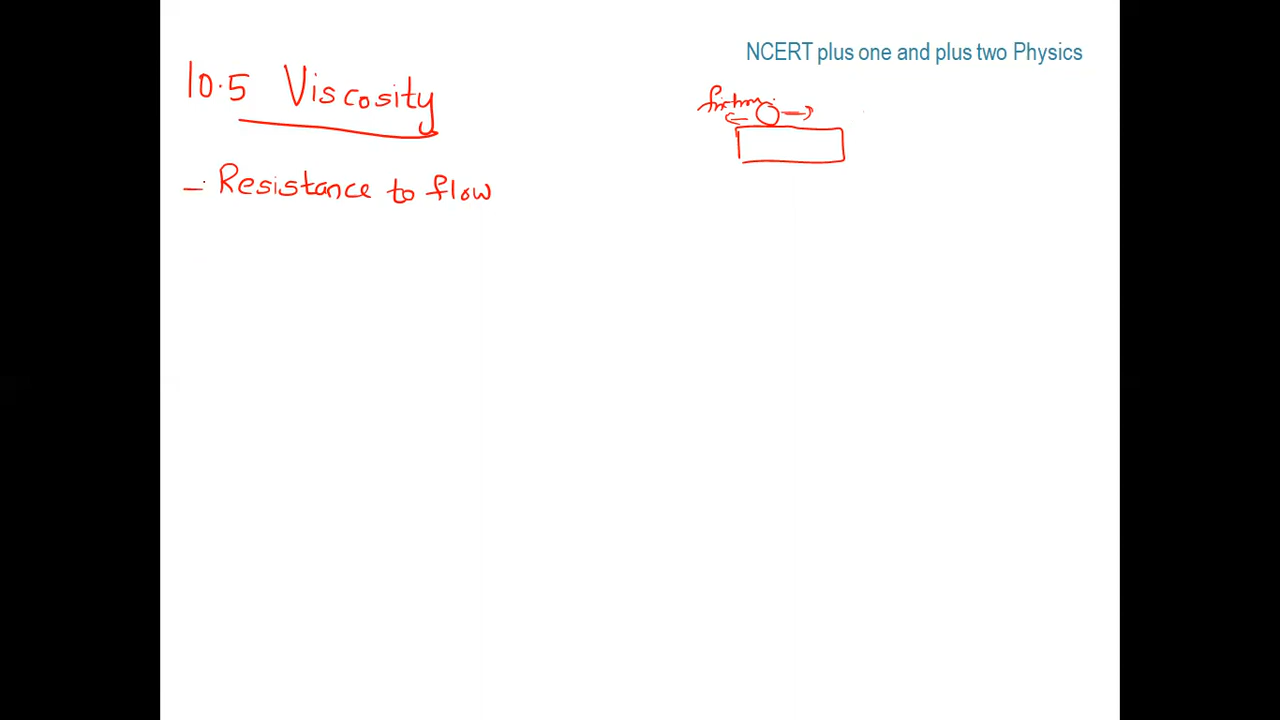 NCERT plus one and plus two Physics
10.5 Viscosity
friction
- Resistance to flow